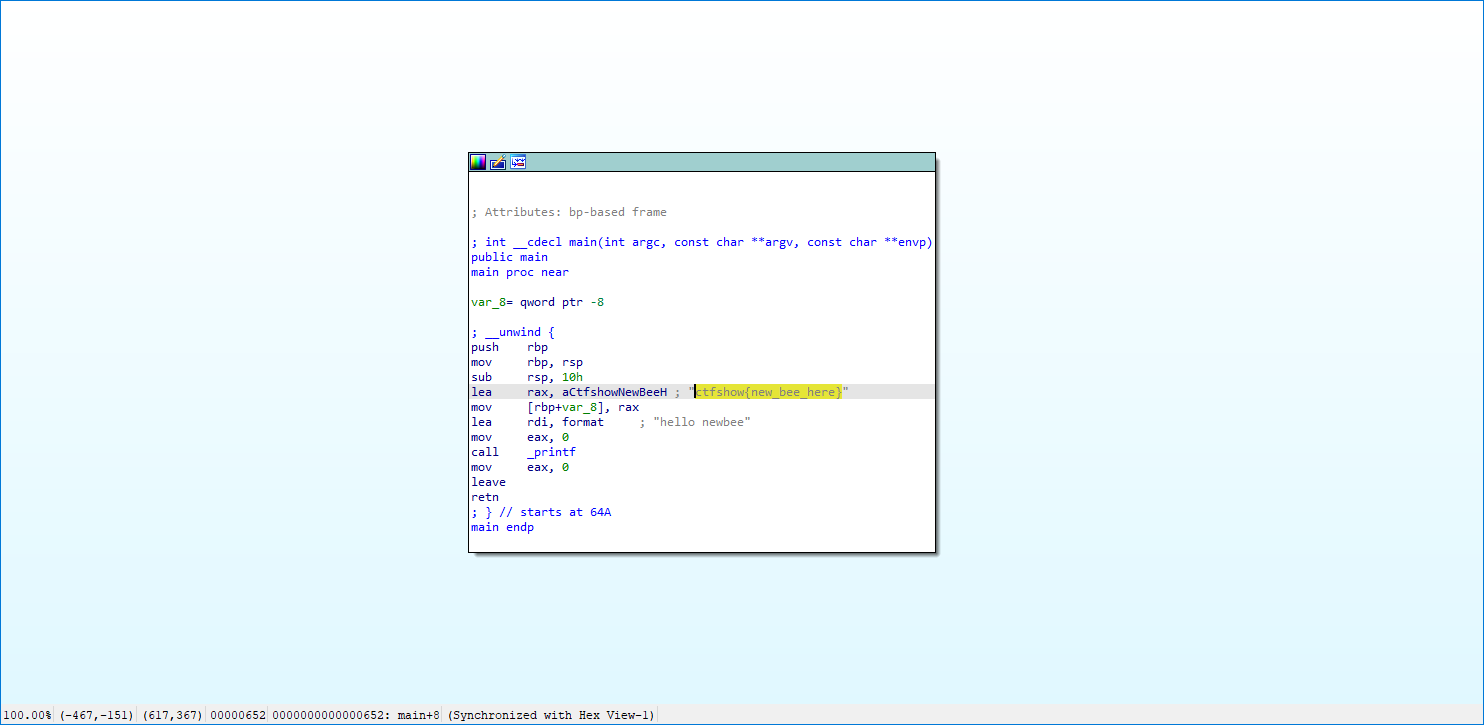 ; Attributes: bp-based frame
; int __cdecl main(int argc, const char **argv, const char **envp)
public main
main proc near
var_8= qword ptr -8
; __unwind {
push    rbp
mov     rbp, rsp
sub     rsp, 10h
lea     rax, aCtfshowNewBeeH ; "ctfshow{new_bee_here}"
mov     [rbp+var_8], rax
lea     rdi, format     ; "hello newbee"
mov     eax, 0
call    _printf
mov     eax, 0
leave
retn
; } // starts at 64A
main endp
100.00% (-467,-151) (617,367) 00000652 0000000000000652: main+8 (Synchronized with Hex View-1)